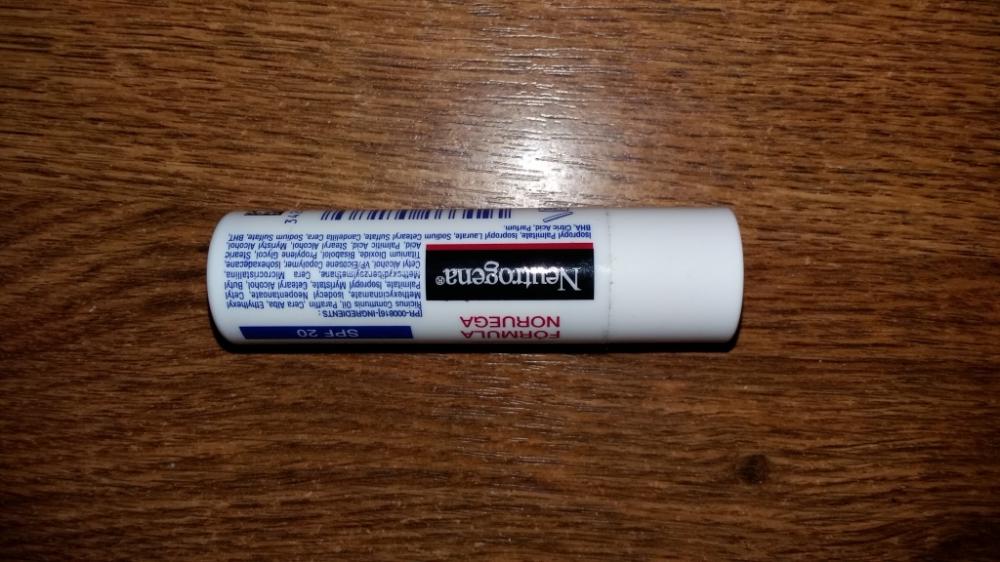 FÓRMULA
NORUEGA
Neutrogena®
SPF 20
[PR-000816]-INGREDIENTS:
Ricinus Communis Oil, Paraffin, Cera Alba, Ethylhexyl
Methoxycinnamate, Isodecyl Neopentanoate, Cetyl
Palmitate, Isopropyl Myristate, Cetearyl Alcohol, Butyl
Methoxydibenzoylmethane, Cera Microcristallina,
Cetyl Alcohol, VP/Eicosene Copolymer, Isohexadecane,
Titanium Dioxide, Bisabolol, Propylene Glycol, Stearic
Acid, Palmitic Acid, Stearyl Alcohol, Myristyl Alcohol,
Isopropyl Palmitate, Isopropyl Laurate, Sodium Cetearyl Sulfate, Candelilla Cera, Sodium Sulfate, BHT,
BHA, Citric Acid, Parfum.